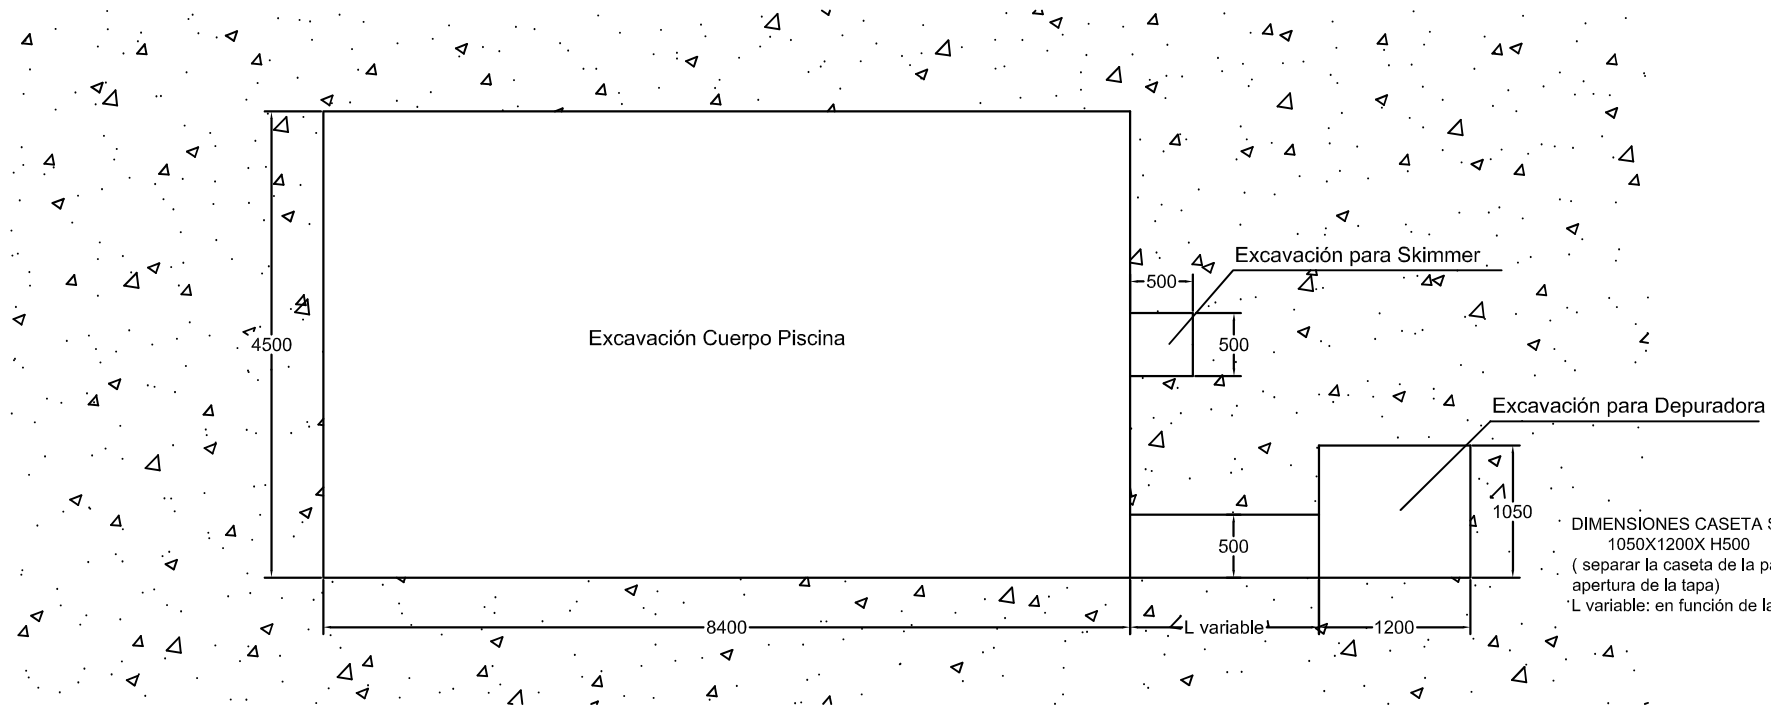 Excavación para Skimmer
500
4500
Excavación Cuerpo Piscina
500
Excavación para Depuradora
1050
DIMENSIONES CASETA
1050X1200X H500
500
( separar la caseta de la
apertura de la tapa)
L variable: en función de
8400
L variable
1200